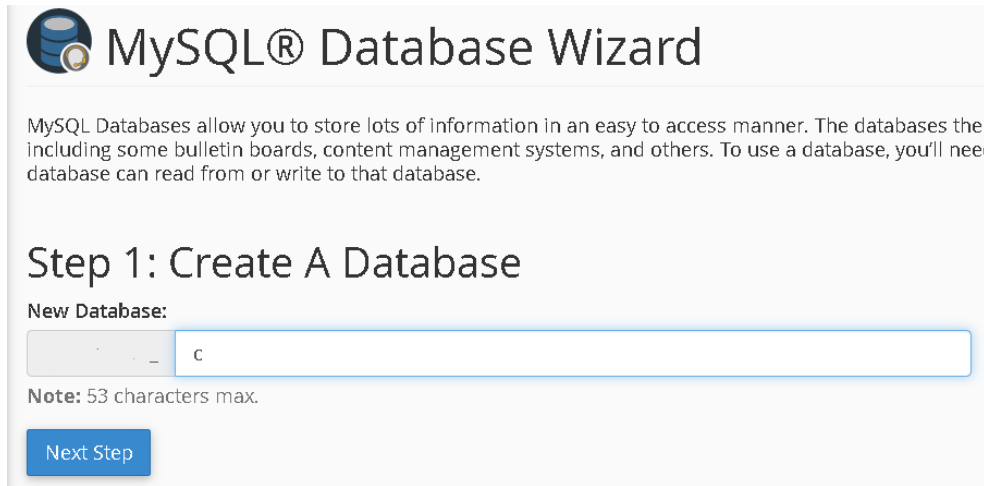 MySQL® Database Wizard
MySQL Databases allow you to store lots of information in an easy to access manner. The databases the
including some bulletin boards, content management systems, and others. To use a database, you'll nee
database can read from or write to that database.
Step 1: Create A Database
New Database:
_ c
Note: 53 characters max.
Next Step